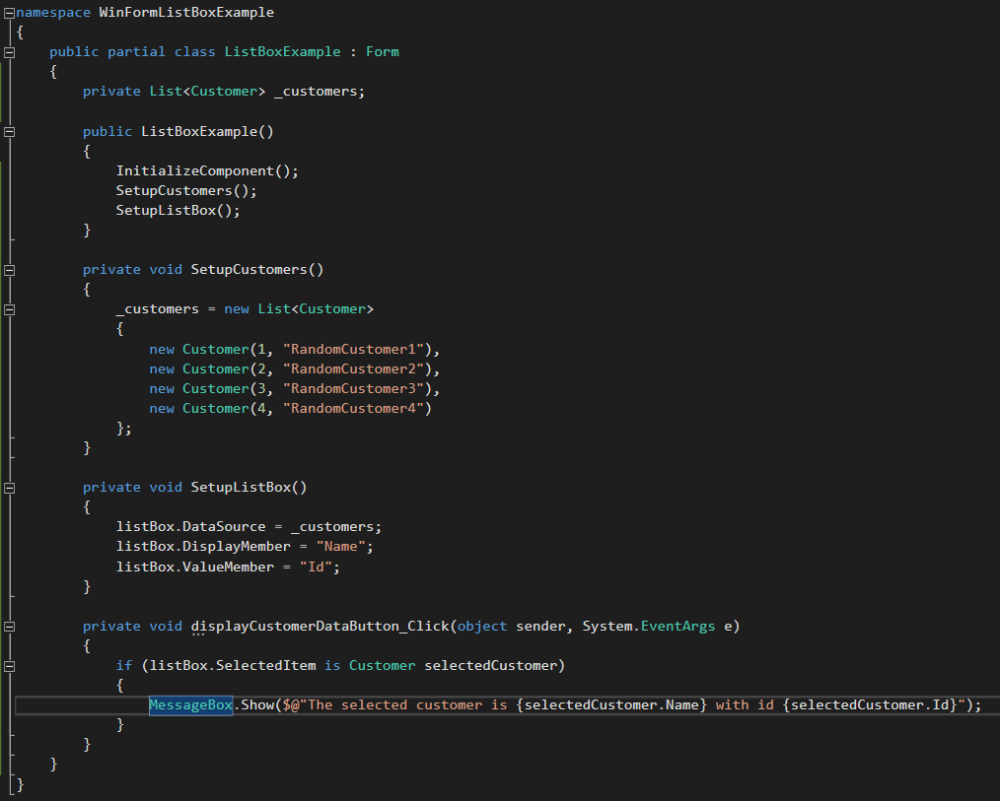 namespace WinFormListBoxExample
{
    public partial class ListBoxExample : Form
    {
        private List<Customer> _customers;

        public ListBoxExample()
        {
            InitializeComponent();
            SetupCustomers();
            SetupListBox();
        }

        private void SetupCustomers()
        {
            _customers = new List<Customer>
            {
                new Customer(1, "RandomCustomer1"),
                new Customer(2, "RandomCustomer2"),
                new Customer(3, "RandomCustomer3"),
                new Customer(4, "RandomCustomer4")
            };
        }

        private void SetupListBox()
        {
            listBox.DataSource = _customers;
            listBox.DisplayMember = "Name";
            listBox.ValueMember = "Id";
        }

        private void displayCustomerDataButton_Click(object sender, System.EventArgs e)
        {
            if (listBox.SelectedItem is Customer selectedCustomer)
            {
                MessageBox.Show($@"The selected customer is {selectedCustomer.Name} with id {selectedCustomer.Id}");
            }
        }
    }
}